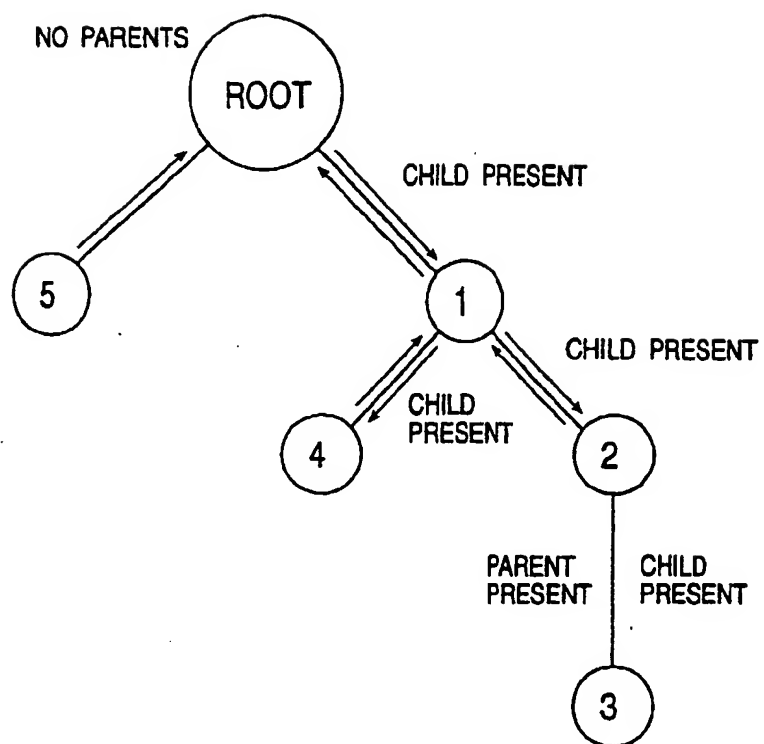 NO PARENTS
ROOT
CHILD PRESENT
5
1
CHILD PRESENT
CHILD
PRESENT
4
2
PARENT
PRESENT
CHILD
PRESENT
3